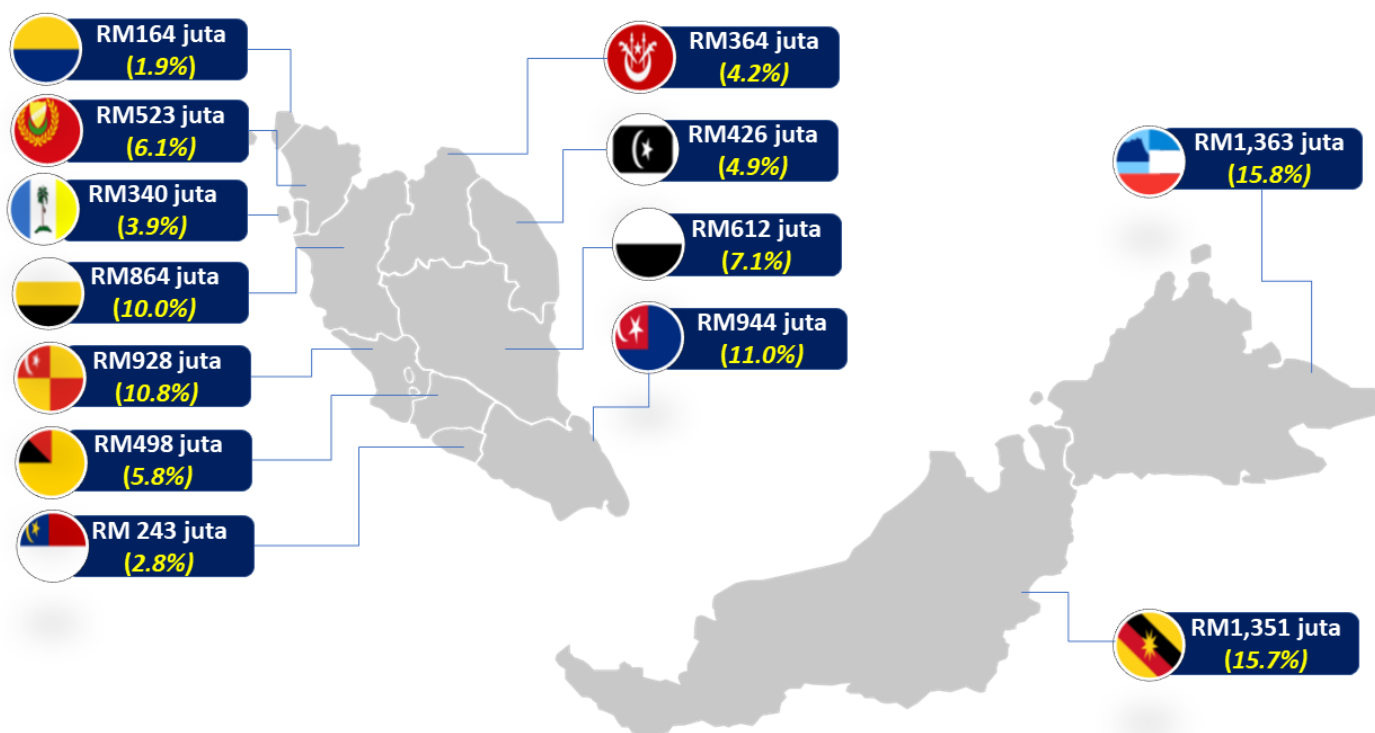 RM164 juta
(1.9%)
RM523 juta
(6.1%)
RM340 juta
(3.9%)
RM864 juta
(10.0%)
RM928 juta
(10.8%)
RM498 juta
(5.8%)
RM 243 juta
(2.8%)
RM364 juta
(4.2%)
RM426 juta
(4.9%)
RM612 juta
(7.1%)
RM944 juta
(11.0%)
RM1,363 juta
(15.8%)
RM1,351 juta
(15.7%)